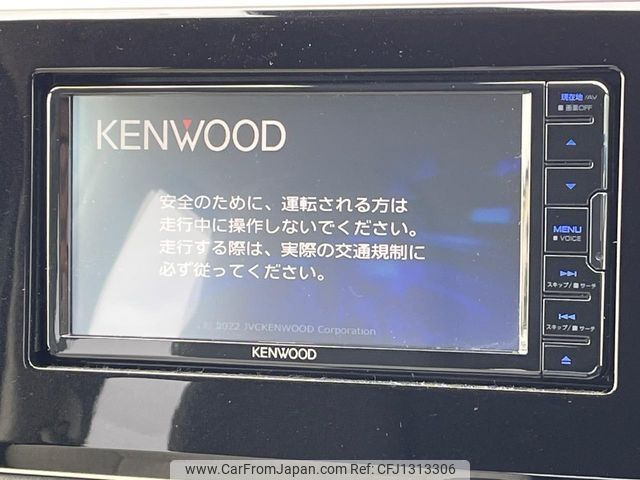 KENWOOD
安全のために、運転される方は
走行中に操作しないでください。
走行する際は、実際の交通規制に
必ず従ってください。
© 2022 JVCKENWOOD Corporation
KENWOOD
現在地/AV
■ 画面OFF
MENU
■ VOICE
スキップ/■ サーチ
スキップ/■ サーチ
www.CarFromJapan.com | Ref No. CFJ1313306